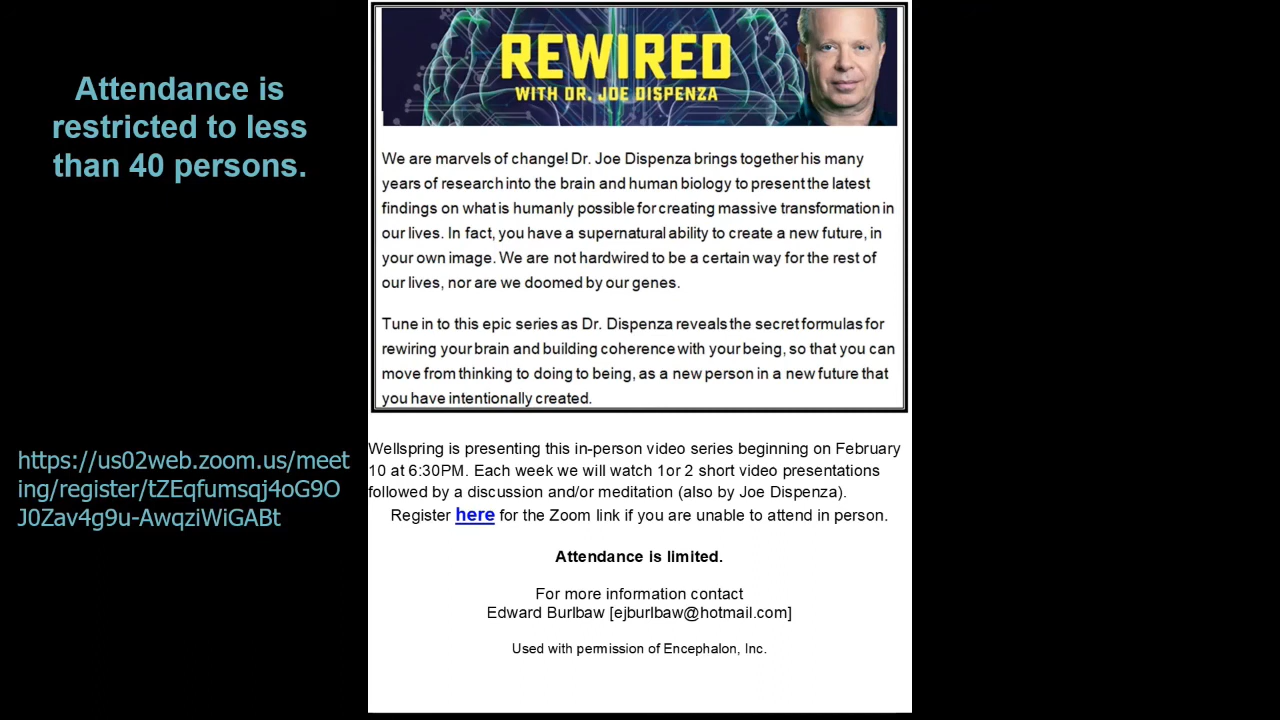 Attendance is
restricted to less
than 40 persons.
https://us02web.zoom.us/meet
ing/register/tZEqfumsqj4oG9O
J0Zav4g9u-AwqziWiGABt
REWIRED
WITH DR. JOE DISPENZA
We are marvels of change! Dr. Joe Dispenza brings together his many
years of research into the brain and human biology to present the latest
findings on what is humanly possible for creating massive transformation in
our lives. In fact, you have a supernatural ability to create a new future, in
your own image. We are not hardwired to be a certain way for the rest of
our lives, nor are we doomed by our genes.
Tune in to this epic series as Dr. Dispenza reveals the secret formulas for
rewiring your brain and building coherence with your being, so that you can
move from thinking to doing to being, as a new person in a new future that
you have intentionally created.
Wellspring is presenting this in-person video series beginning on February
10 at 6:30PM. Each week we will watch 1or 2 short video presentations
followed by a discussion and/or meditation (also by Joe Dispenza).
Register here for the Zoom link if you are unable to attend in person.
Attendance is limited.
For more information contact
Edward Burlbaw [ejburlbaw@hotmail.com]
Used with permission of Encephalon, Inc.